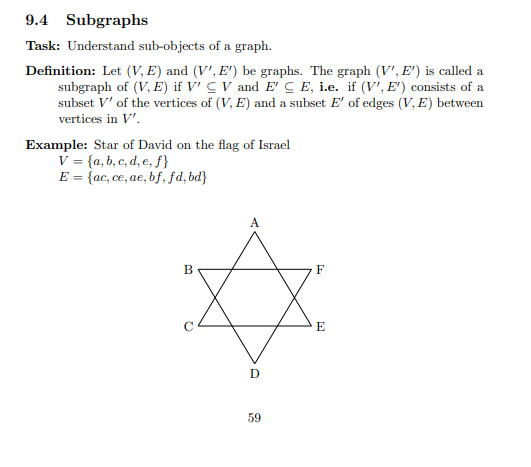 9.4 Subgraphs
Task: Understand sub-objects of a graph.
Definition: Let (V, E) and (V′, E′) be graphs. The graph (V′, E′) is called a
subgraph of (V, E) if V′ ⊆ V and E′ ⊆ E, i.e. if (V′, E′) consists of a
subset V′ of the vertices of (V, E) and a subset E′ of edges (V, E) between
vertices in V′.
Example: Star of David on the flag of Israel
V = {a, b, c, d, e, f}
E = {ac, ce, ae, bf, fd, bd}
A
B F
C E
D
59